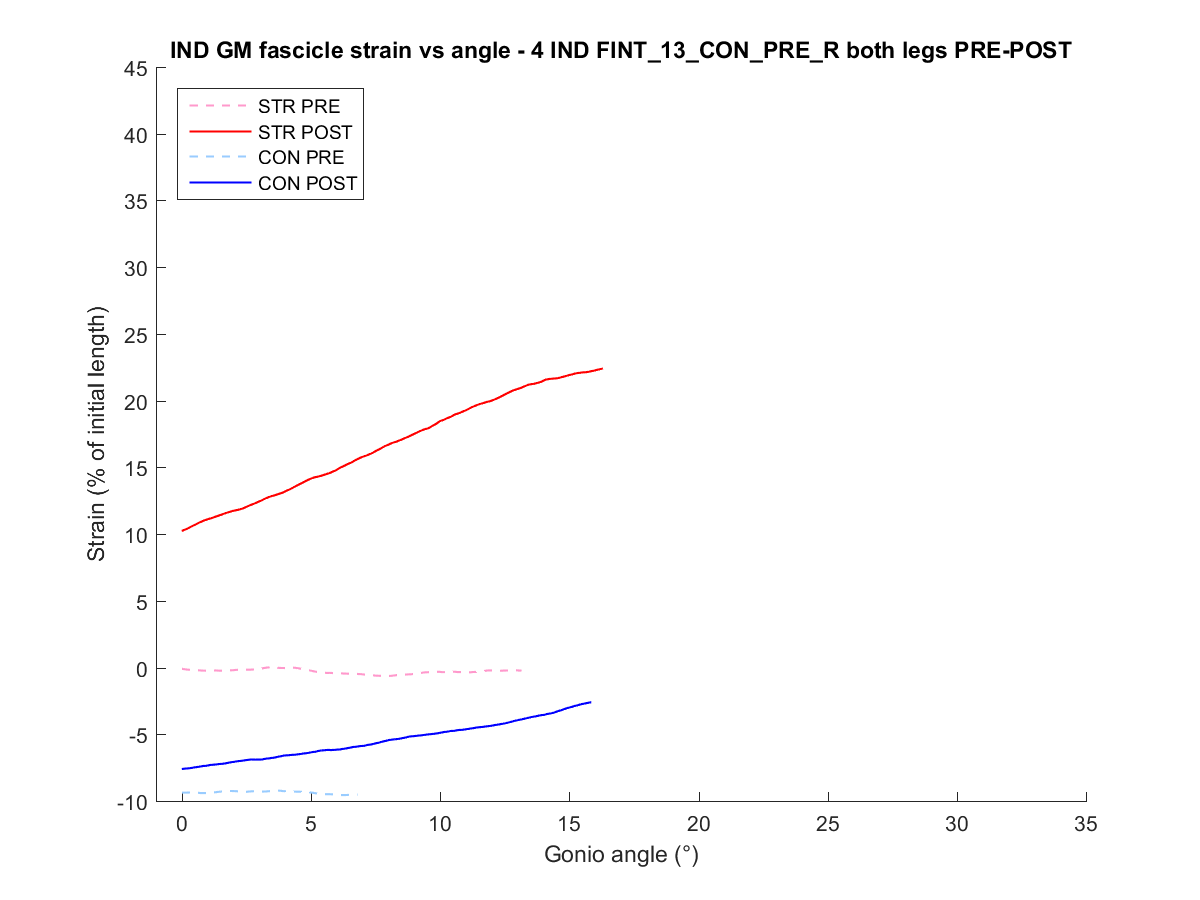 IND GM fascicle strain vs angle - 4 IND FINT_13_CON_PRE_R both legs PRE-POST
45
40
35
30
25
20
15
10
5
0
-5
-10
STR PRE
STR POST
CON PRE
CON POST
Strain (% of initial length)
0 5 10 15 20 25 30 35
Gonio angle (°)